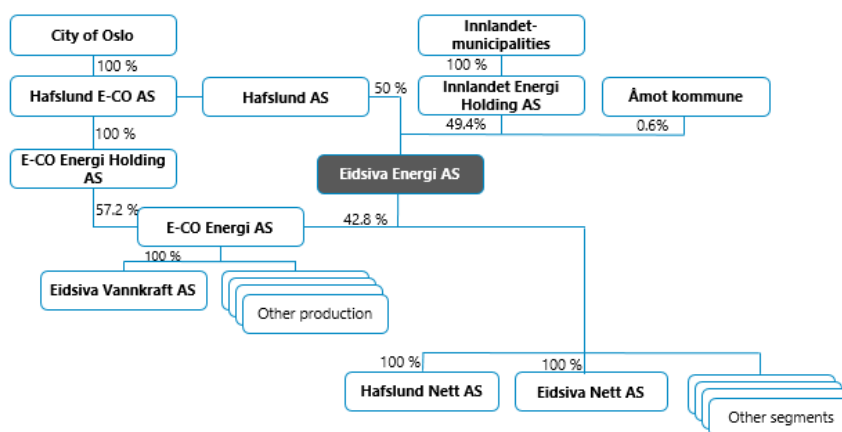 City of Oslo
Innlandet-
municipalities
100 %
100 %
Hafslund E-CO AS
Hafslund AS
50 %
Innlandet Energi
Holding AS
Åmot kommune
49.4%
0.6%
100 %
E-CO Energi Holding
AS
Eidsiva Energi AS
57.2 %
E-CO Energi AS
42.8 %
100 %
Eidsiva Vannkraft AS
Other production
100 %
100 %
Hafslund Nett AS
Eidsiva Nett AS
Other segments